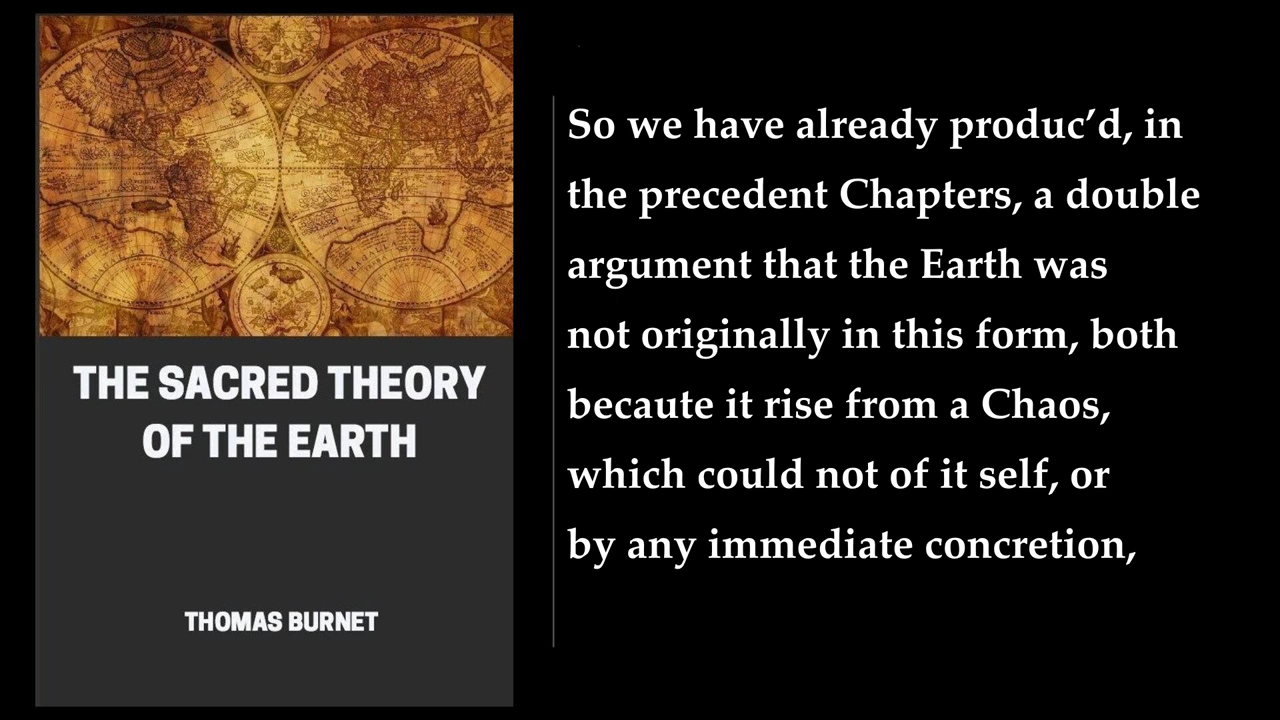 THE SACRED THEORY
OF THE EARTH
THOMAS BURNET
So we have already produc’d, in
the precedent Chapters, a double
argument that the Earth was
not originally in this form, both
becaute it rise from a Chaos,
which could not of it self, or
by any immediate concretion,